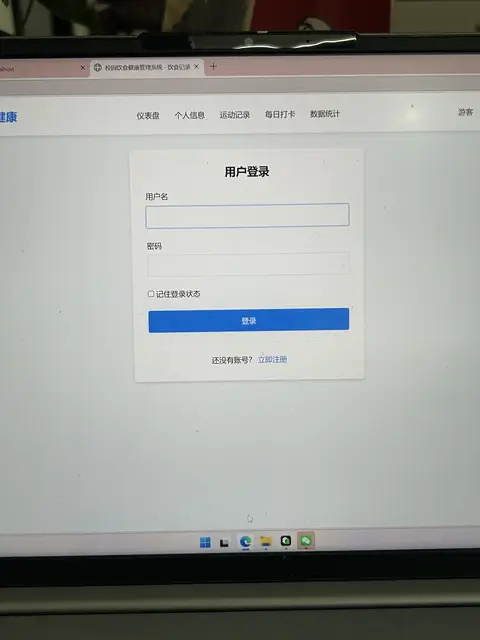 校园饮食健康管理系统 - 饮食记录
健康 仪表盘 个人信息 运动记录 每日打卡 数据统计 游客
用户登录
用户名
密码
记住登录状态
登录
还没有账号? 立即注册